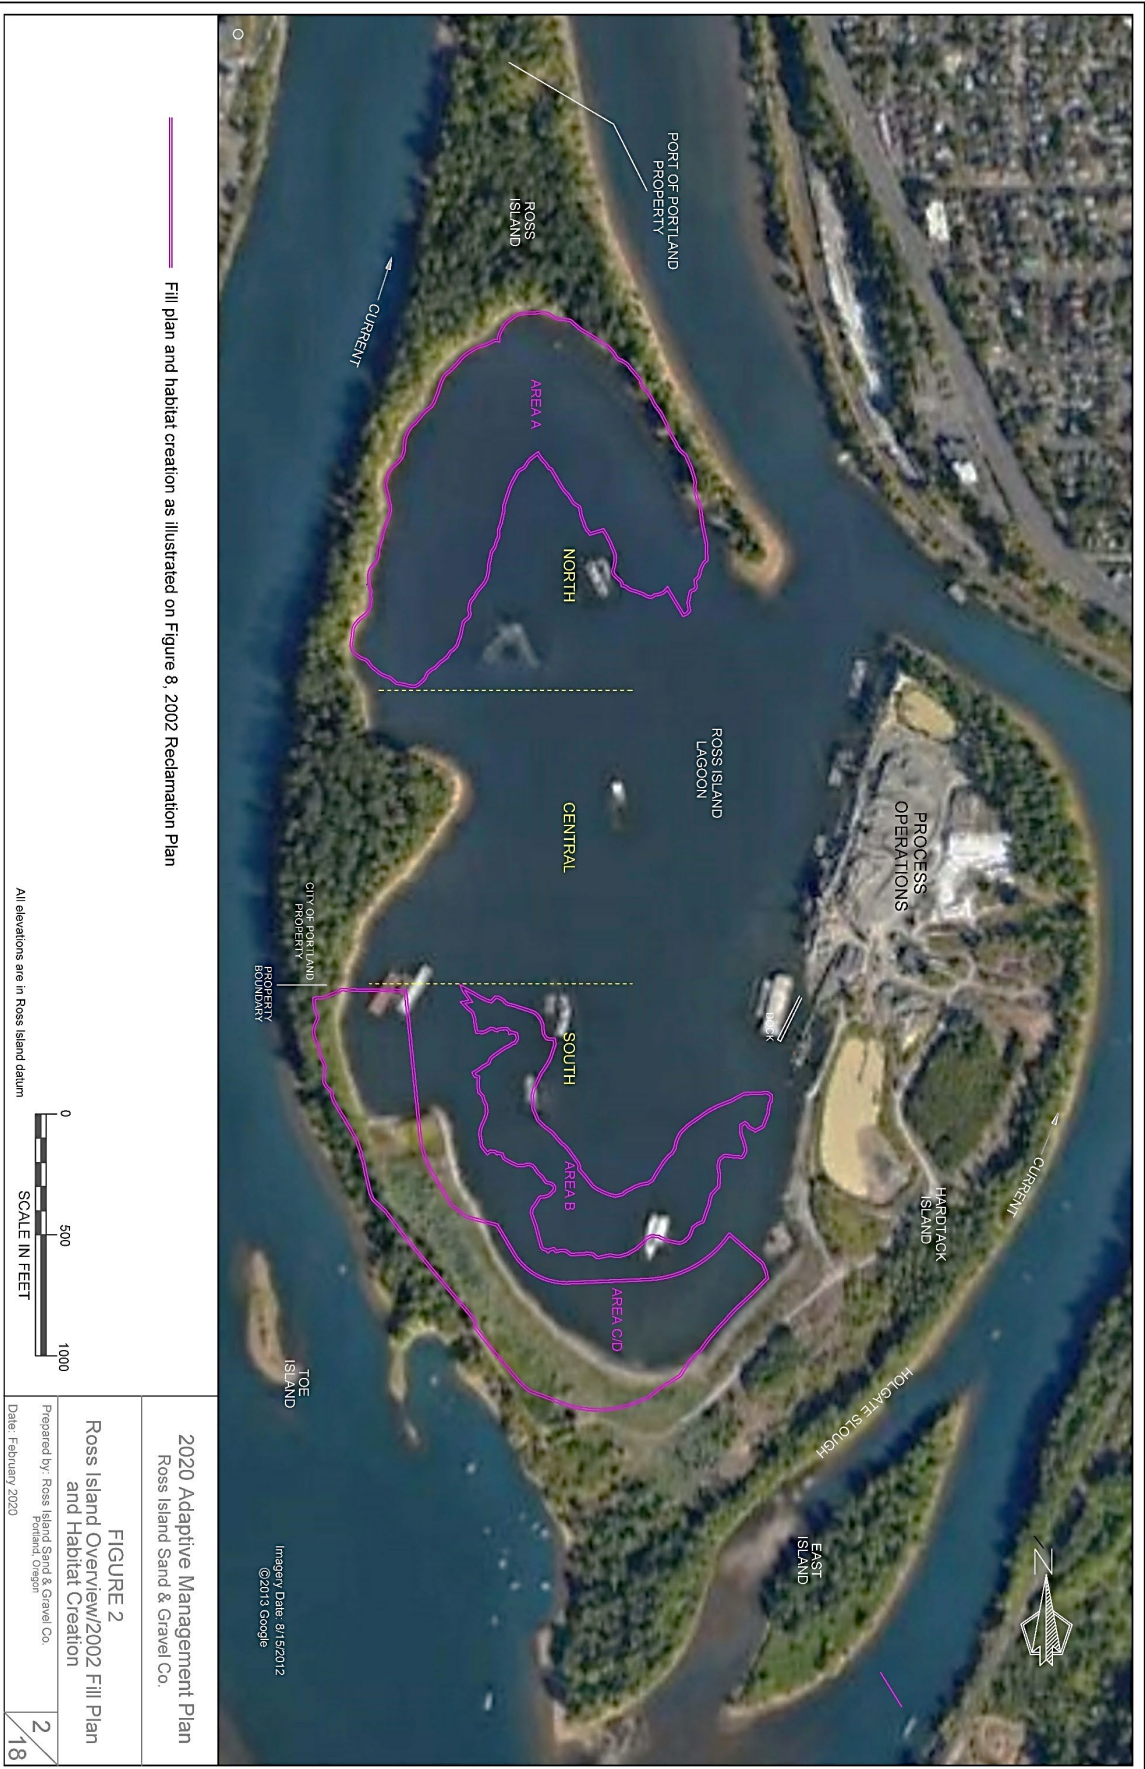 PORT OF PORTLAND
PROPERTY
ROSS
ISLAND
CURRENT
AREA A
NORTH
ROSS ISLAND
LAGOON
CENTRAL
PROCESS
OPERATIONS
CITY OF PORTLAND
PROPERTY
PROPERTY
BOUNDARY
SOUTH
DOCK
AREA B
AREA C/D
HARDTACK
ISLAND
CURRENT
HOLGATE SLOUGH
TOE
ISLAND
EAST
ISLAND
N
Imagery Date: 8/15/2012
©2013 Google
Fill plan and habitat creation as illustrated on Figure 8, 2002 Reclamation Plan
All elevations are in Ross Island datum
0 500 1000
SCALE IN FEET
2020 Adaptive Management Plan
Ross Island Sand & Gravel Co.
FIGURE 2
Ross Island Overview/2002 Fill Plan
and Habitat Creation
Prepared by: Ross Island Sand & Gravel Co.
Portland, Oregon
Date: February 2020
2/18